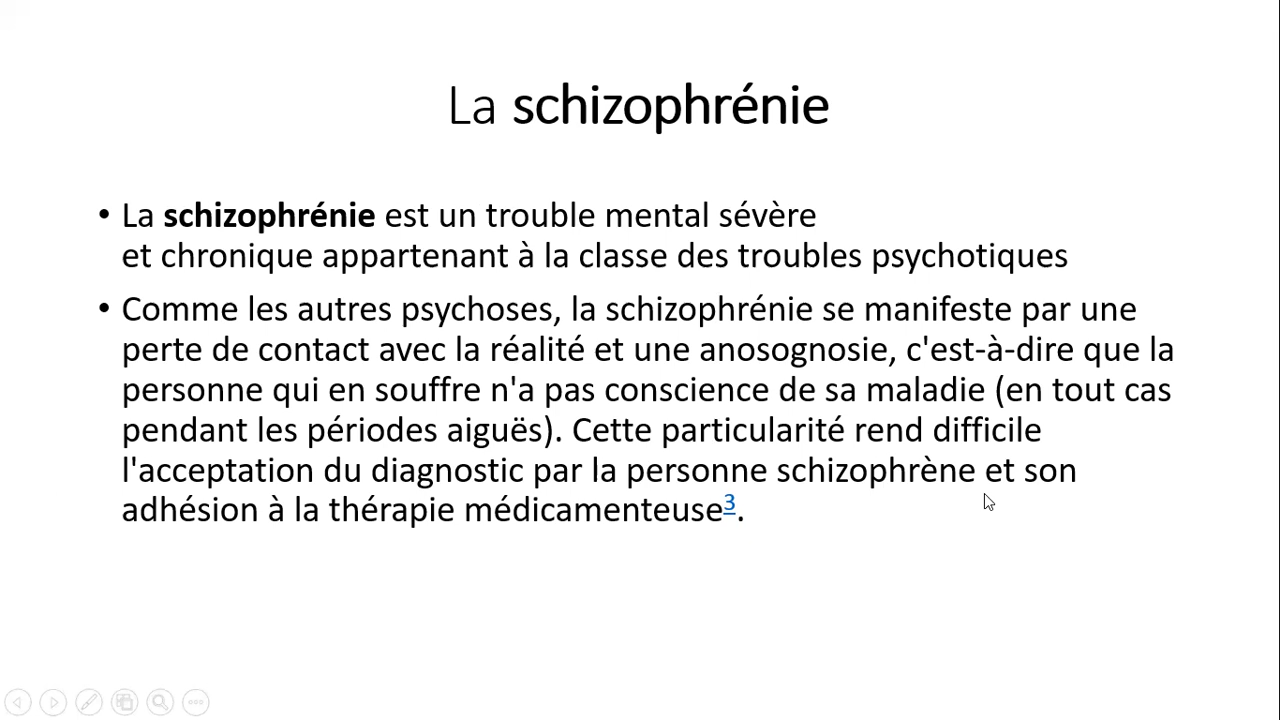 La schizophrénie
• La schizophrénie est un trouble mental sévère
et chronique appartenant à la classe des troubles psychotiques
• Comme les autres psychoses, la schizophrénie se manifeste par une
perte de contact avec la réalité et une anosognosie, c'est-à-dire que la
personne qui en souffre n'a pas conscience de sa maladie (en tout cas
pendant les périodes aiguës). Cette particularité rend difficile
l'acceptation du diagnostic par la personne schizophrène et son
adhésion à la thérapie médicamenteuse3.